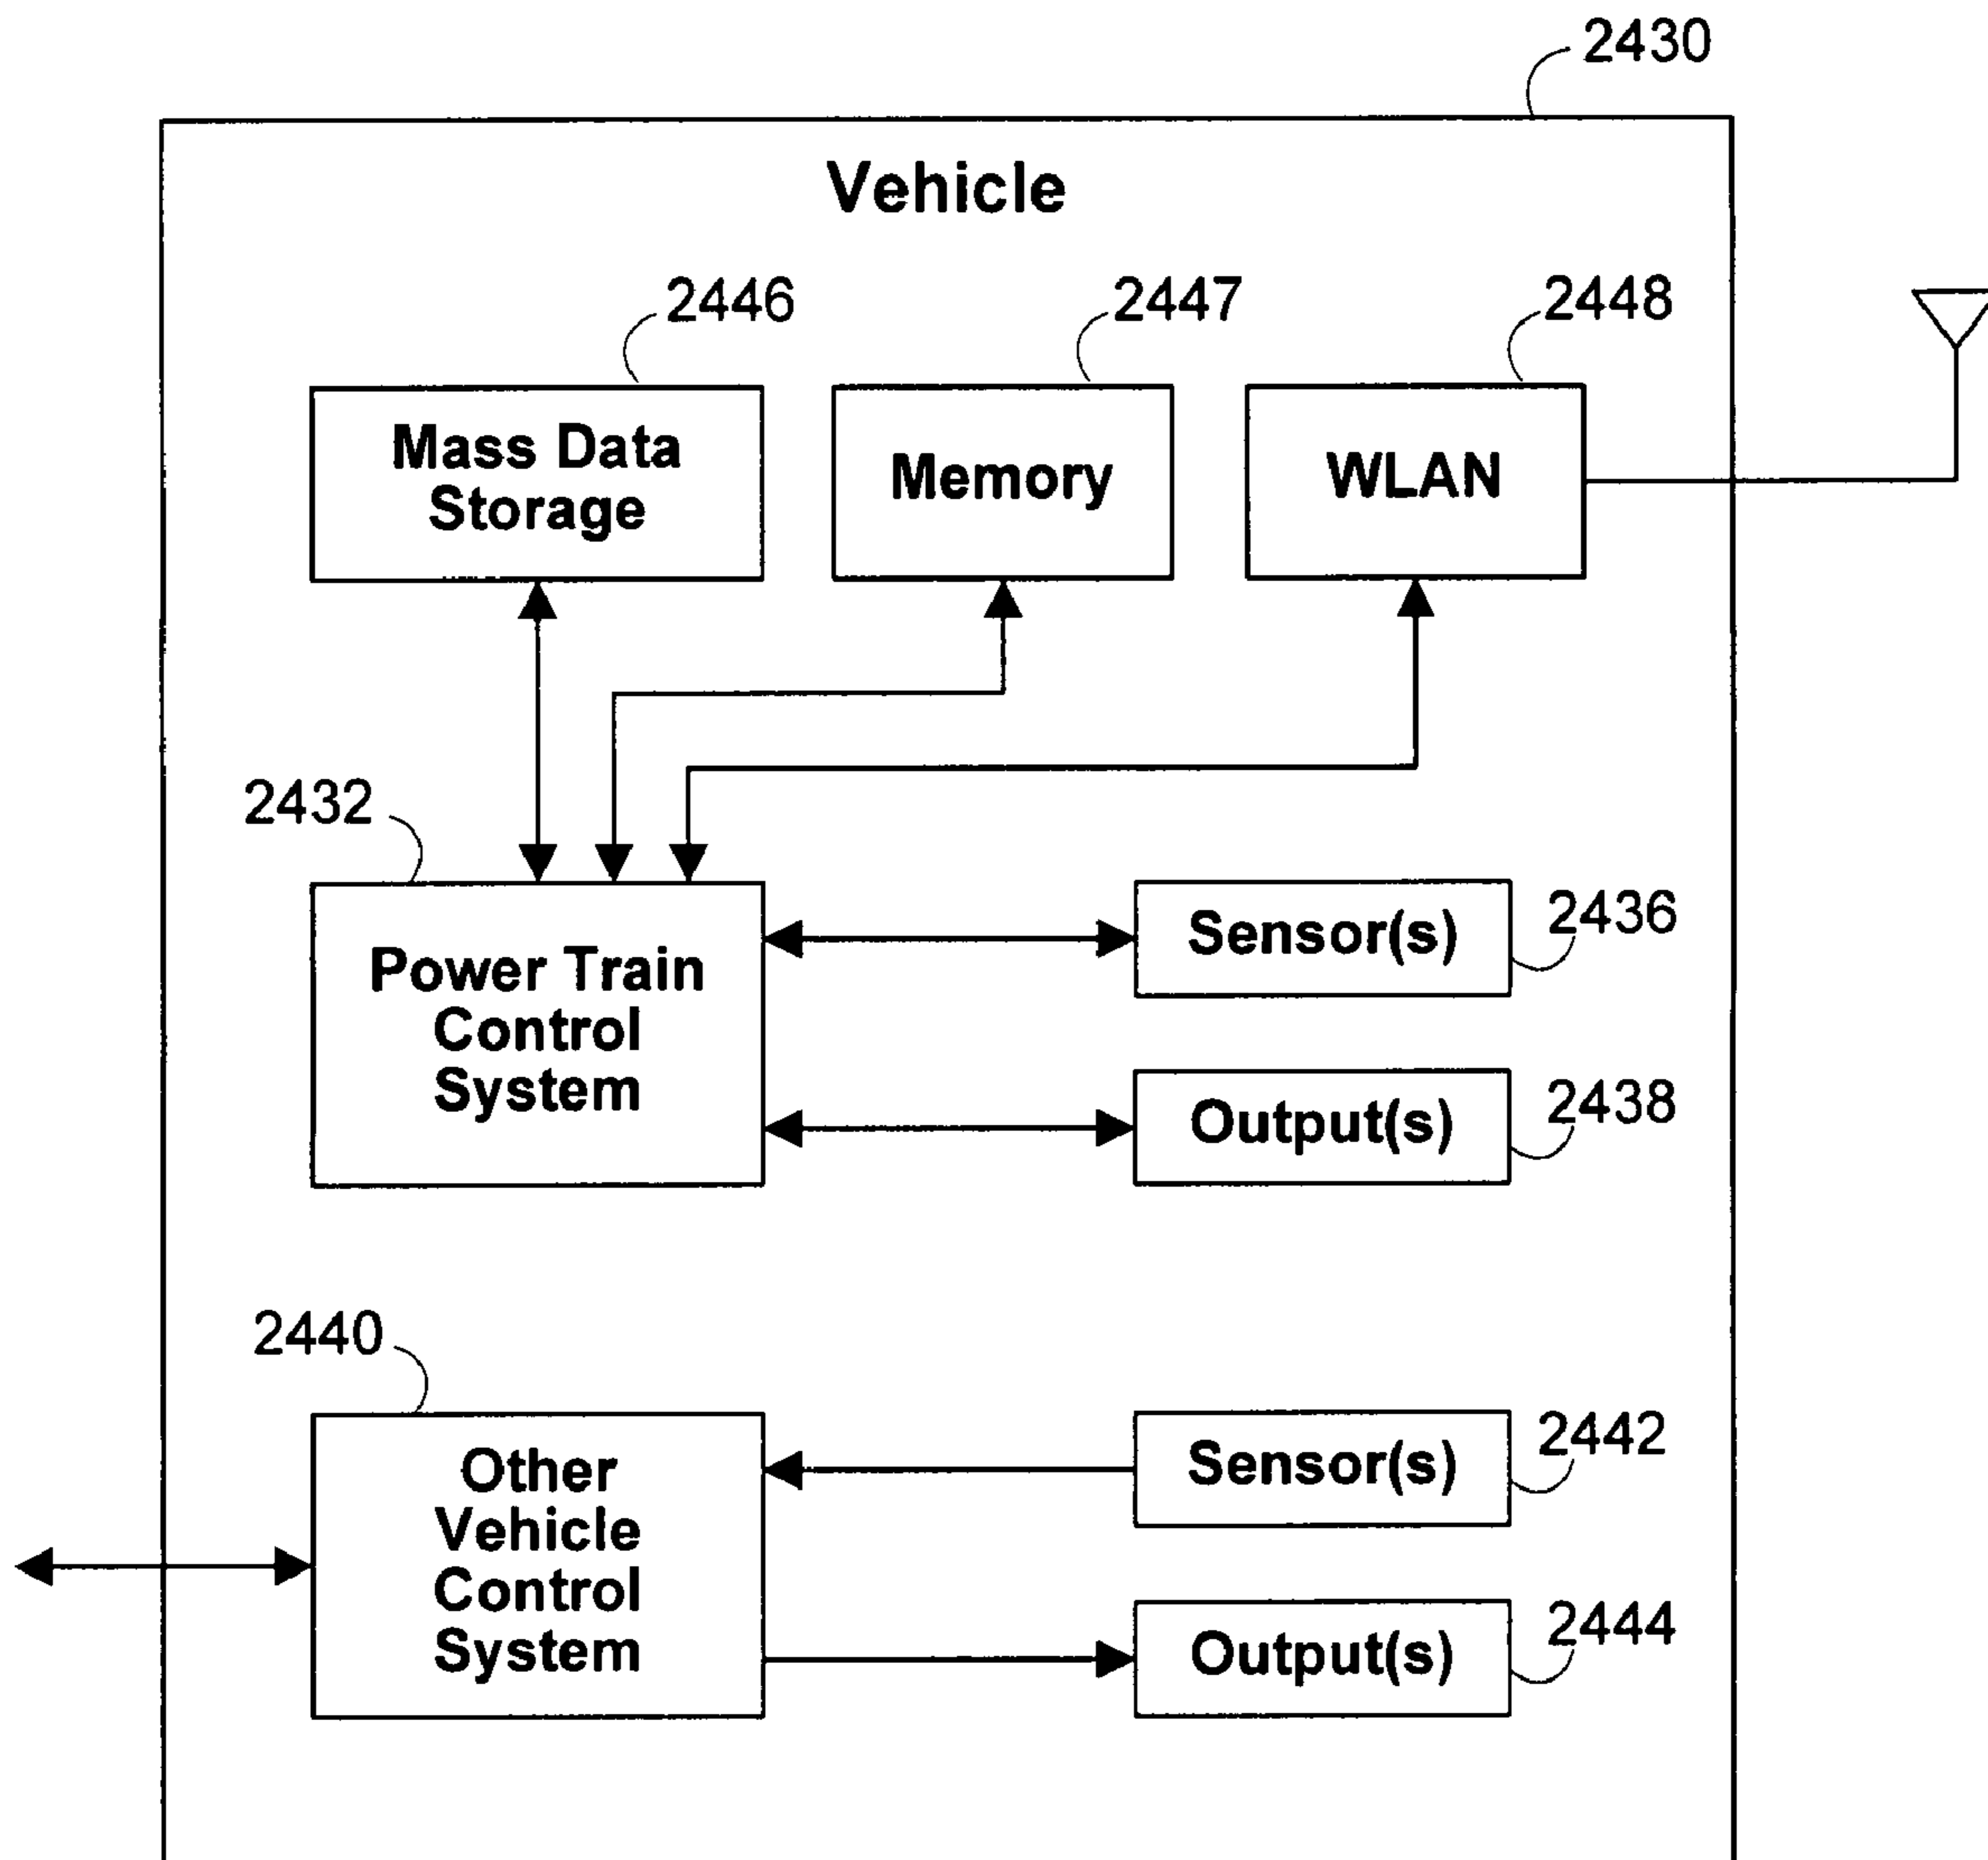 2430
Vehicle
2446
2447
2448
Mass Data
Storage
Memory
WLAN
2432
Power Train
Control
System
Sensor(s)
2436
Output(s)
2438
2440
Other
Vehicle
Control
System
Sensor(s)
2442
Output(s)
2444